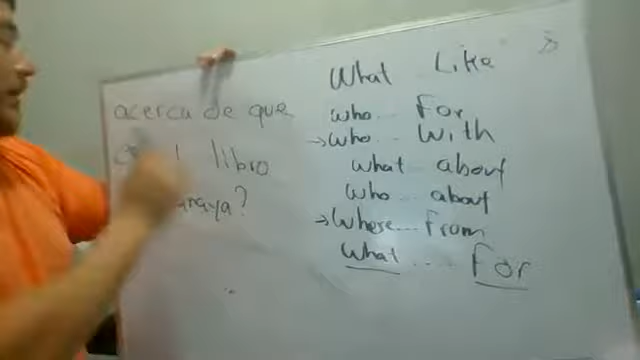 acerca de que
libro
What Like
who... For
→who... with
what about
who... about
→Where... from
what.... For